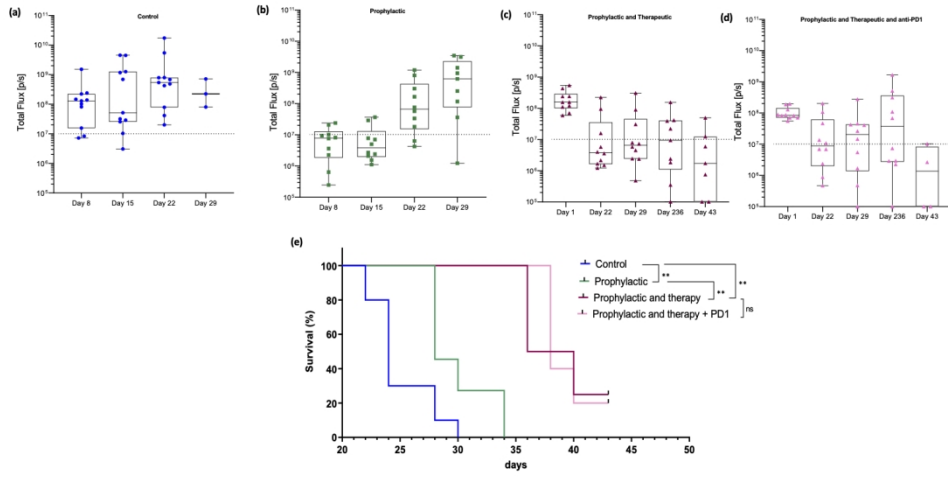 (a)
Control
Total Flux [p/s]
10¹¹
10¹⁰
10⁹
10⁸
10⁷
10⁶
10⁵
Day 8
Day 15
Day 22
Day 29
(b)
Prophylactic
Total Flux [p/s]
10¹¹
10¹⁰
10⁹
10⁸
10⁷
10⁶
10⁵
Day 8
Day 15
Day 22
Day 29
(c)
Prophylactic and Therapeutic
Total Flux [p/s]
10¹¹
10¹⁰
10⁹
10⁸
10⁷
10⁶
10⁵
Day 1
Day 22
Day 29
Day 236
Day 43
(d)
Prophylactic and Therapeutic and anti-PD1
Total Flux [p/s]
10¹¹
10¹⁰
10⁹
10⁸
10⁷
10⁶
10⁵
Day 1
Day 22
Day 29
Day 236
Day 43
(e)
Survival (%)
100
80
60
40
20
0
20
25
30
35
40
45
50
days
Control
Prophylactic
Prophylactic and therapy
Prophylactic and therapy + PD1
**
**
**
ns